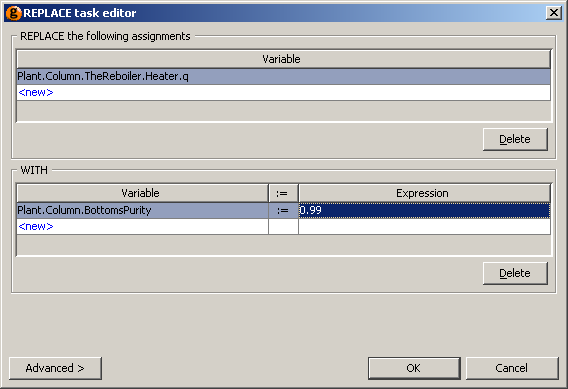 REPLACE task editor
REPLACE the following assignments
Variable
Plant.Column.TheReboiler.Heater.q
<new>
Delete
WITH
Variable := Expression
Plant.Column.BottomsPurity := 0.99
<new>
Delete
Advanced > OK Cancel